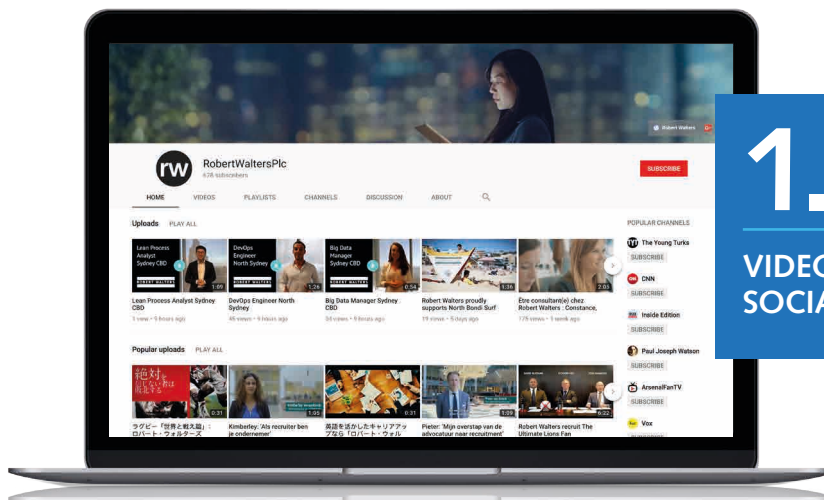 Robert Walters
rw
RobertWaltersPlc
628 subscribers
SUBSCRIBE
HOME VIDEOS PLAYLISTS CHANNELS DISCUSSION ABOUT
Uploads PLAY ALL
Lean Process
Analyst
Sydney CBD
ROBERT WALTERS
1:09
DevOps
Engineer
North Sydney
ROBERT WALTERS
1:26
Big Data
Manager
Sydney CBD
ROBERT WALTERS
0:54
1:36
2:05
Lean Process Analyst Sydney
CBD
1 view • 5 hours ago
DevOps Engineer North
Sydney
45 views • 9 hours ago
Big Data Manager Sydney
CBD
34 views • 9 hours ago
Robert Walters proudly
supports North Bondi Surf
19 views • 5 days ago
Être consultant(e) chez
Robert Walters : Constance,
175 views • 1 week ago
Popular uploads PLAY ALL
絶対
0:31
1:05
0:31
1:09
6:22
ラグビー「世界と戦え論」:
ロバート・ウォルターズ
Kimberley: 'Als recruiter ben
je ondernemer'
英語を活かしたキャリアアッ
プなら「ロバート・ウォル
Pieter: 'Mijn overstap van de
advocatuur naar recruitment'
Robert Walters recruit The
Ultimate Lions Fan
POPULAR CHANNELS
The Young Turks
SUBSCRIBE
CNN
SUBSCRIBE
Inside Edition
SUBSCRIBE
Paul Joseph Watson
SUBSCRIBE
ArsenalFanTV
SUBSCRIBE
Vox
SUBSCRIBE
1.
VIDEO
SOCIA